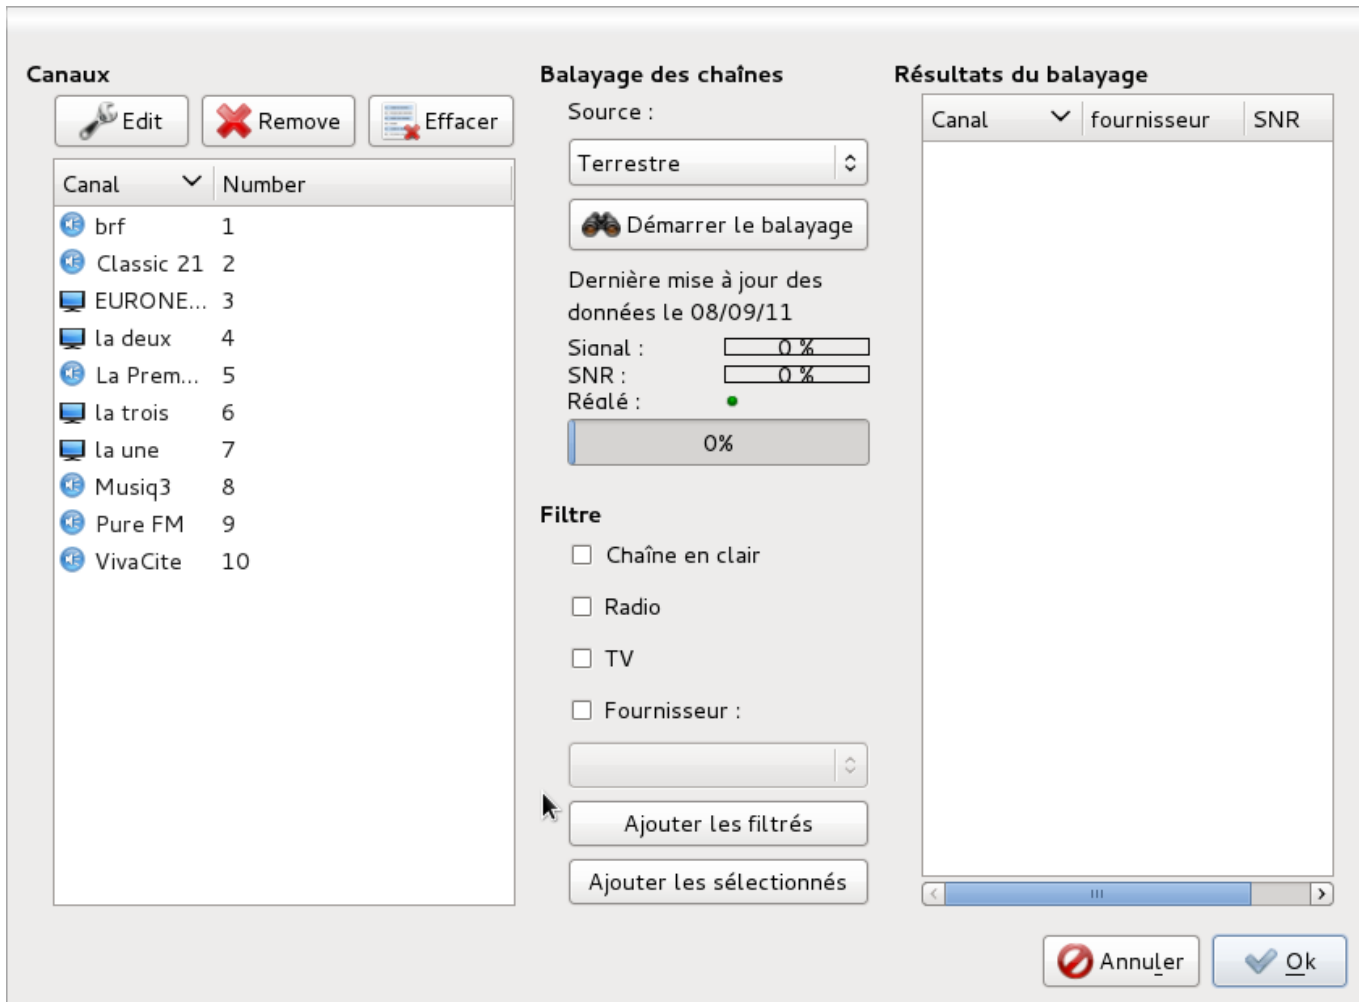 Canaux
Edit
Remove
Effacer
Canal
Number
brf 1
Classic 21 2
EURONE... 3
la deux 4
La Prem... 5
la trois 6
la une 7
Musiq3 8
Pure FM 9
VivaCite 10
Balayage des chaînes
Source :
Terrestre
Démarrer le balayage
Dernière mise à jour des
données le 08/09/11
Signal : 0 %
SNR : 0 %
Réglé :
0%
Filtre
Chaîne en clair
Radio
TV
Fournisseur :
Ajouter les filtrés
Ajouter les sélectionnés
Résultats du balayage
Canal
fournisseur
SNR
Annuler
Ok